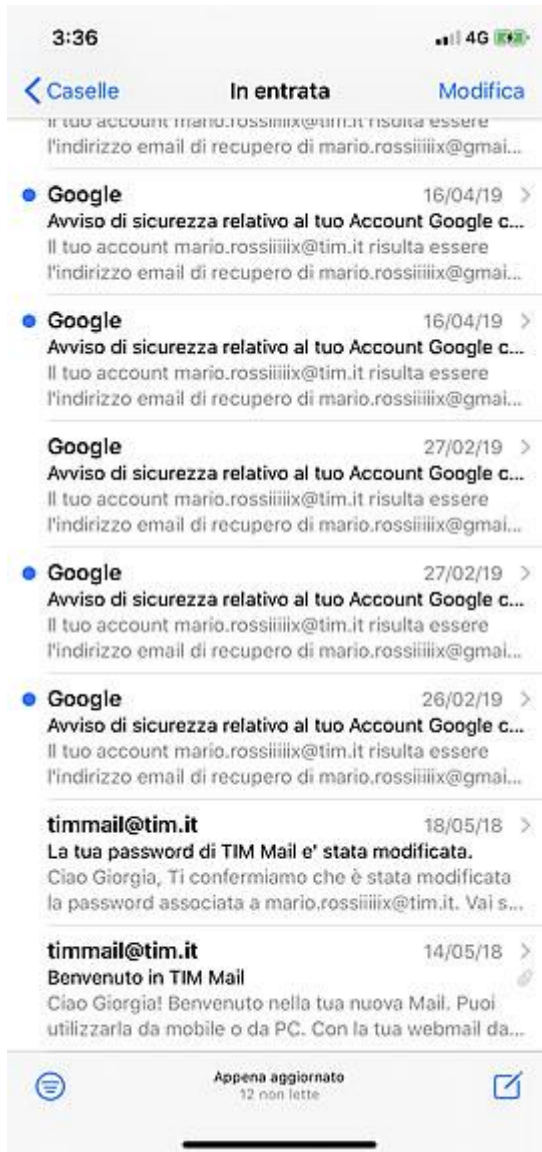 3:36
4G
Caselle
In entrata
Modifica
Il tuo account mario.rossiiiiix@tim.it risulta essere
l'indirizzo email di recupero di mario.rossiiiiix@gmai...
Google
16/04/19
Avviso di sicurezza relativo al tuo Account Google c...
Il tuo account mario.rossiiiiix@tim.it risulta essere
l'indirizzo email di recupero di mario.rossiiiiix@gmai...
Google
16/04/19
Avviso di sicurezza relativo al tuo Account Google c...
Il tuo account mario.rossiiiiix@tim.it risulta essere
l'indirizzo email di recupero di mario.rossiiiiix@gmai...
Google
27/02/19
Avviso di sicurezza relativo al tuo Account Google c...
Il tuo account mario.rossiiiiix@tim.it risulta essere
l'indirizzo email di recupero di mario.rossiiiiix@gmai...
Google
27/02/19
Avviso di sicurezza relativo al tuo Account Google c...
Il tuo account mario.rossiiiiix@tim.it risulta essere
l'indirizzo email di recupero di mario.rossiiiiix@gmai...
Google
26/02/19
Avviso di sicurezza relativo al tuo Account Google c...
Il tuo account mario.rossiiiiix@tim.it risulta essere
l'indirizzo email di recupero di mario.rossiiiiix@gmai...
timmail@tim.it
18/05/18
La tua password di TIM Mail e' stata modificata.
Ciao Giorgia, Ti confermiamo che è stata modificata
la password associata a mario.rossiiiiix@tim.it. Vai s...
timmail@tim.it
14/05/18
Benvenuto in TIM Mail
Ciao Giorgia! Benvenuto nella tua nuova Mail. Puoi
utilizzarla da mobile o da PC. Con la tua webmail da...
Appena aggiornato
12 non lette